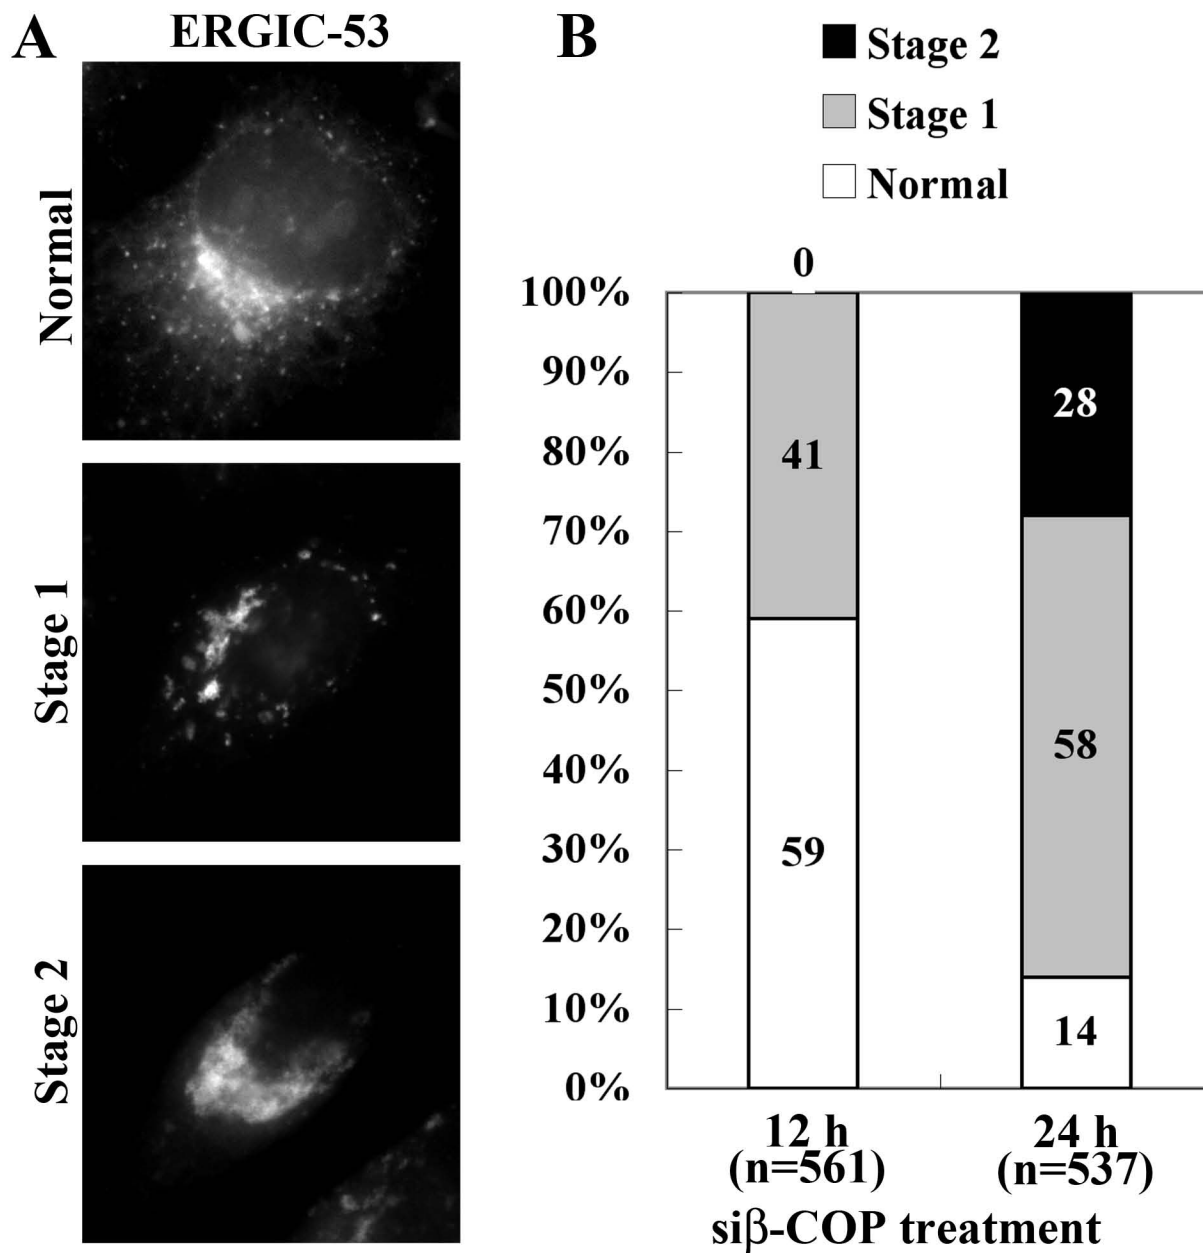 A
ERGIC-53
Normal
Stage 1
Stage 2
B
Stage 2
Stage 1
Normal
0
100%
90%
80%
70%
60%
50%
40%
30%
20%
10%
0%
41
59
28
58
14
12 h
(n=561)
24 h
(n=537)
siβ-COP treatment